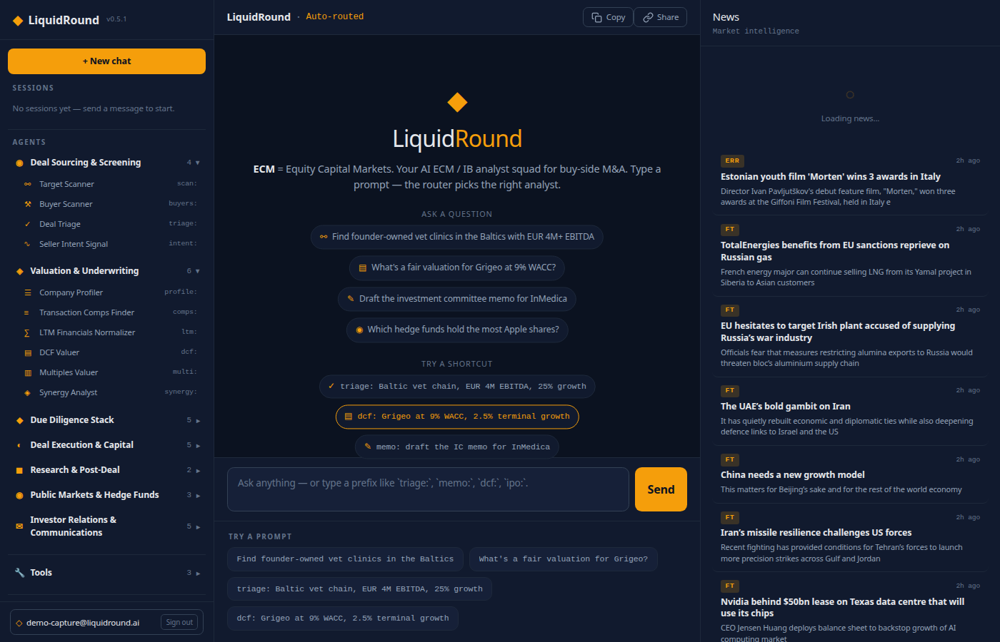 LiquidRound v0.5.1
+ New chat
SESSIONS
No sessions yet — send a message to start.
AGENTS
Deal Sourcing & Screening 4 ▾
Target Scanner scan:
Buyer Scanner buyers:
Deal Triage triage:
Seller Intent Signal intent:
Valuation & Underwriting 6 ▾
Company Profiler profile:
Transaction Comps Finder comps:
LTM Financials Normalizer ltm:
DCF Valuer dcf:
Multiples Valuer multi:
Synergy Analyst synergy:
Due Diligence Stack 5 ▸
Deal Execution & Capital 5 ▸
Research & Post-Deal 2 ▸
Public Markets & Hedge Funds 3 ▸
Investor Relations &
Communications 5 ▸
Tools 3 ▸
demo-capture@liquidround.ai Sign out
LiquidRound · Auto-routed
Copy Share
LiquidRound
ECM = Equity Capital Markets. Your AI ECM / IB analyst squad for buy-side M&A. Type a
prompt — the router picks the right analyst.
ASK A QUESTION
Find founder-owned vet clinics in the Baltics with EUR 4M+ EBITDA
What's a fair valuation for Grigeo at 9% WACC?
Draft the investment committee memo for InMedica
Which hedge funds hold the most Apple shares?
TRY A SHORTCUT
triage: Baltic vet chain, EUR 4M EBITDA, 25% growth
dcf: Grigeo at 9% WACC, 2.5% terminal growth
memo: draft the IC memo for InMedica
Ask anything — or type a prefix like `triage:`, `memo:`, `dcf:`, `ipo:`.
Send
TRY A PROMPT
Find founder-owned vet clinics in the Baltics
What's a fair valuation for Grigeo?
triage: Baltic vet chain, EUR 4M EBITDA, 25% growth
dcf: Grigeo at 9% WACC, 2.5% terminal growth
News
Market intelligence
Loading news…
ERR 2h ago
Estonian youth film 'Morten' wins 3 awards in Italy
Director Ivan Pavljutškov's debut feature film, "Morten," won three
awards at the Giffoni Film Festival, held in Italy e
FT 2h ago
TotalEnergies benefits from EU sanctions reprieve on
Russian gas
French energy major can continue selling LNG from its Yamal project in
Siberia to Asian customers
FT 2h ago
EU hesitates to target Irish plant accused of supplying
Russia’s war industry
Officials fear that measures restricting alumina exports to Russia would
threaten bloc’s aluminium supply chain
FT 2h ago
The UAE’s bold gambit on Iran
It has quietly rebuilt economic and diplomatic ties while also deepening
defence links to Israel and the US
FT 2h ago
China needs a new growth model
This matters for Beijing’s sake and for the rest of the world economy
FT 2h ago
Iran’s missile resilience challenges US forces
Recent fighting has provided conditions for Tehran’s forces to launch
more precision strikes across Gulf and Jordan
FT 2h ago
Nvidia behind $50bn lease on Texas data centre that will
use its chips
CEO Jensen Huang deploys balance sheet to backstop growth of AI
computing market